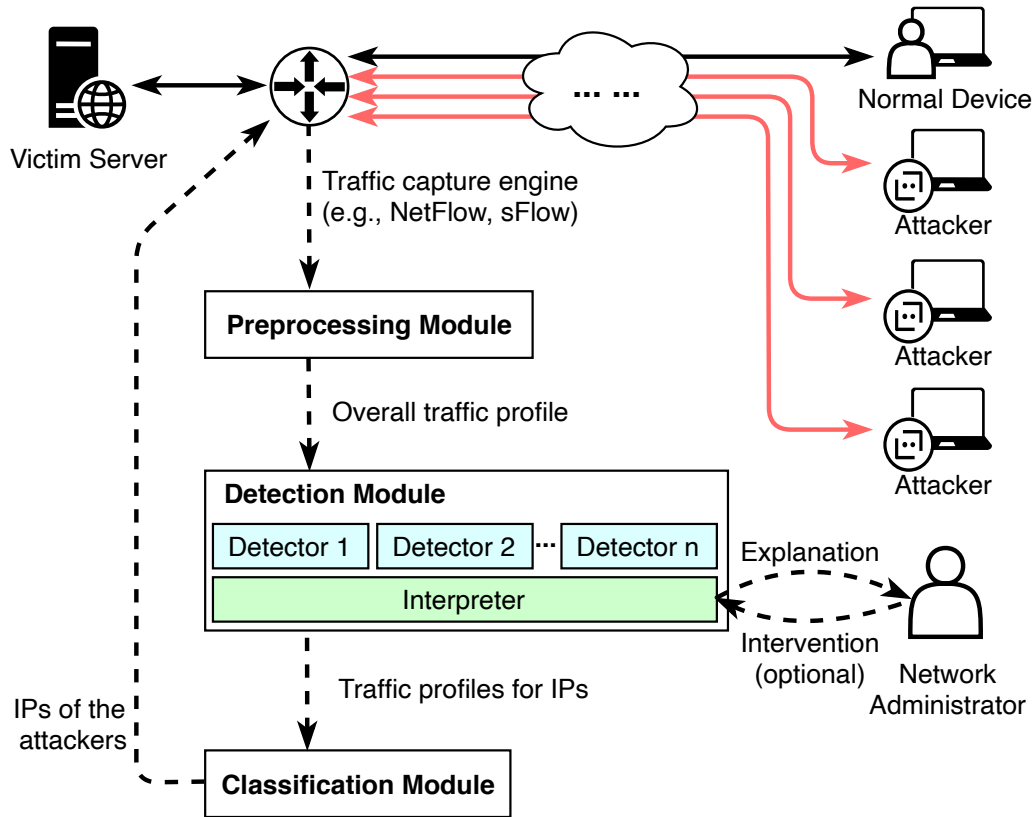 ... ...
Normal Device
Victim Server
Traffic capture engine
(e.g., NetFlow, sFlow)
Attacker
Preprocessing Module
Attacker
Overall traffic profile
Attacker
Detection Module
Detector 1
Detector 2
...
Detector n
Interpreter
Explanation
Intervention
(optional)
Network
Administrator
Traffic profiles for IPs
IPs of the
attackers
Classification Module